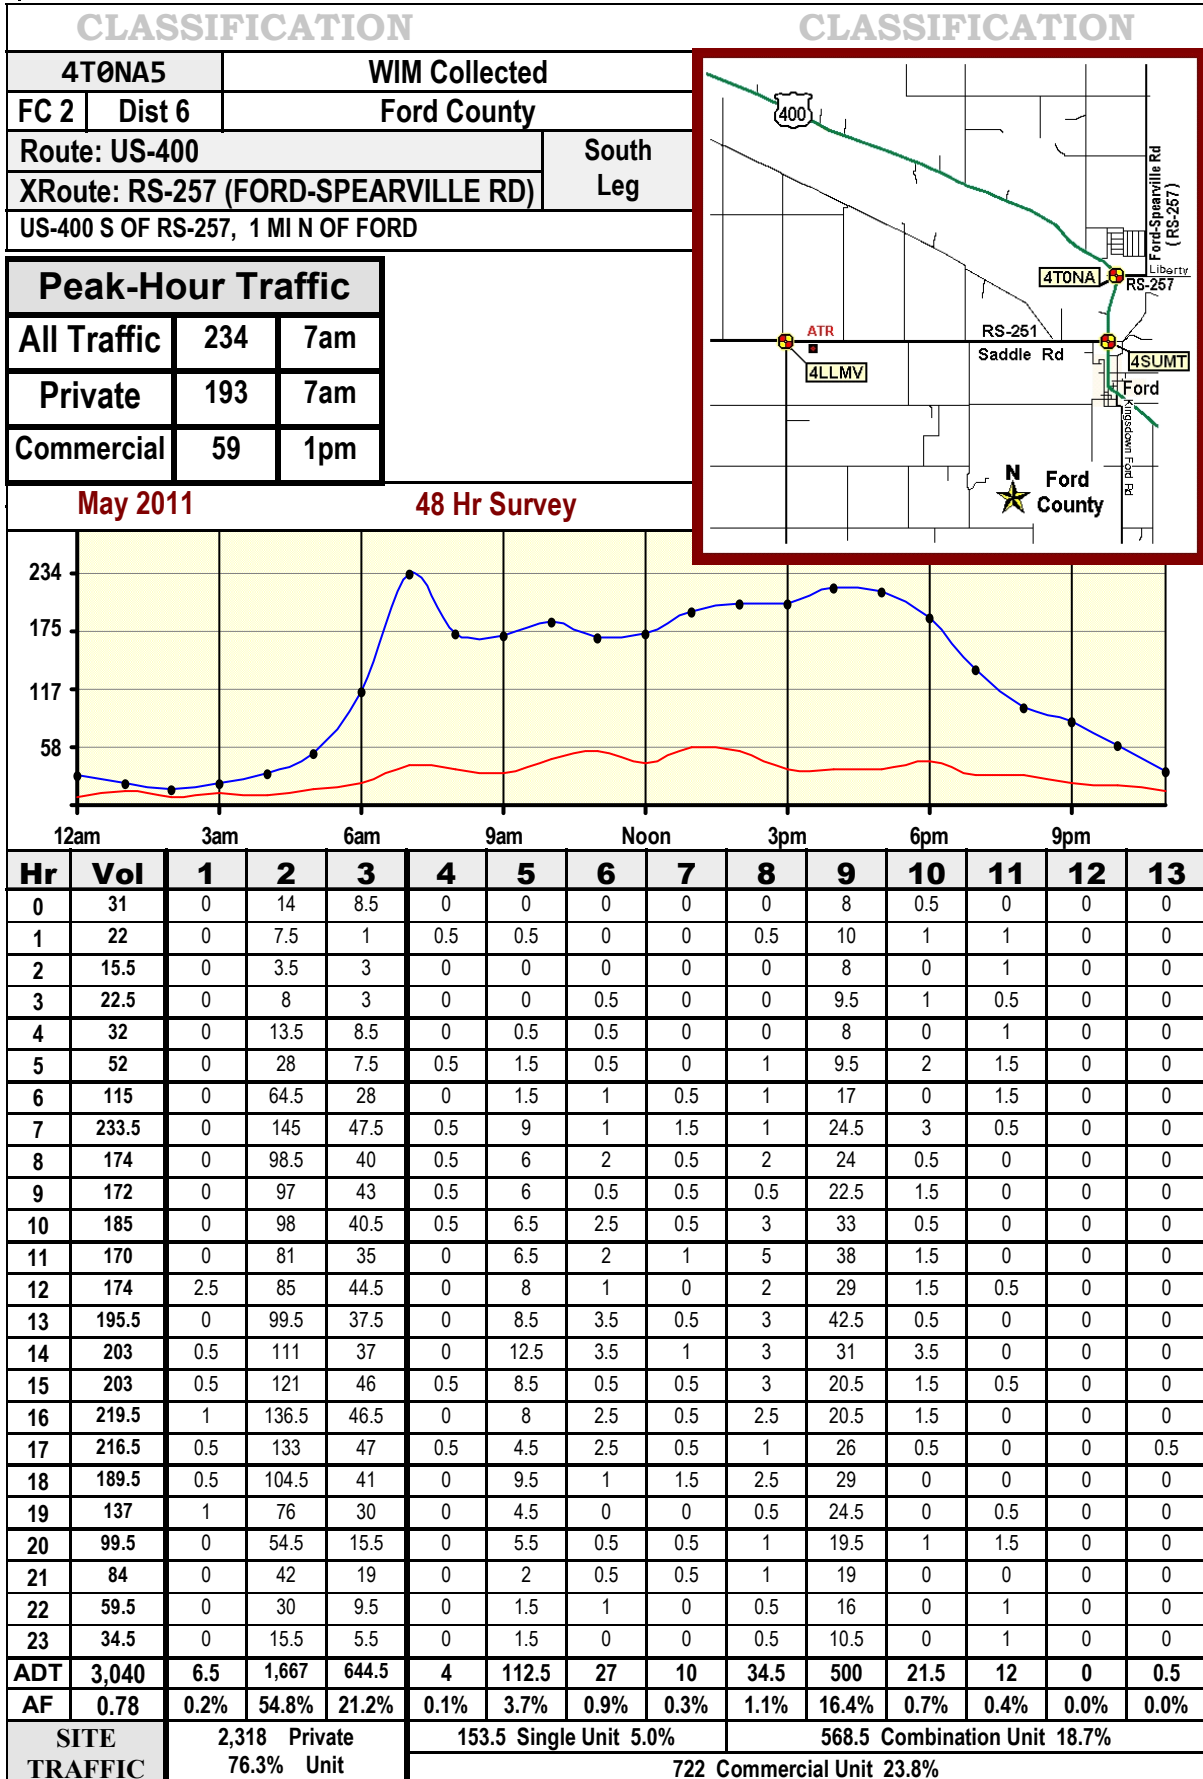 CLASSIFICATION CLASSIFICATION
4T0NA5 WIM Collected
FC 2 Dist 6 Ford County
Route: US-400 South Leg
XRoute: RS-257 (FORD-SPEARVILLE RD)
US-400 S OF RS-257, 1 MI N OF FORD
400
Ford-Spearville Rd
(RS-257)
Liberty
4T0NA
RS-257
ATR
RS-251
Saddle Rd
4LLMV
4SUMT
Ford
Kingsdown Ford Rd
N
Ford
County
Peak-Hour Traffic
All Traffic 234 7am
Private 193 7am
Commercial 59 1pm
May 2011 48 Hr Survey
234
175
117
58
12am 3am 6am 9am Noon 3pm 6pm 9pm
Hr Vol 1 2 3 4 5 6 7 8 9 10 11 12 13
0 31 0 14 8.5 0 0 0 0 0 8 0.5 0 0 0
1 22 0 7.5 1 0.5 0.5 0 0 0.5 10 1 1 0 0
2 15.5 0 3.5 3 0 0 0 0 0 8 0 1 0 0
3 22.5 0 8 3 0 0 0.5 0 0 9.5 1 0.5 0 0
4 32 0 13.5 8.5 0 0.5 0.5 0 0 8 0 1 0 0
5 52 0 28 7.5 0.5 1.5 0.5 0 1 9.5 2 1.5 0 0
6 115 0 64.5 28 0 1.5 1 0.5 1 17 0 1.5 0 0
7 233.5 0 145 47.5 0.5 9 1 1.5 1 24.5 3 0.5 0 0
8 174 0 98.5 40 0.5 6 2 0.5 2 24 0.5 0 0 0
9 172 0 97 43 0.5 6 0.5 0.5 0.5 22.5 1.5 0 0 0
10 185 0 98 40.5 0.5 6.5 2.5 0.5 3 33 0.5 0 0 0
11 170 0 81 35 0 6.5 2 1 5 38 1.5 0 0 0
12 174 2.5 85 44.5 0 8 1 0 2 29 1.5 0.5 0 0
13 195.5 0 99.5 37.5 0 8.5 3.5 0.5 3 42.5 0.5 0 0 0
14 203 0.5 111 37 0 12.5 3.5 1 3 31 3.5 0 0 0
15 203 0.5 121 46 0.5 8.5 0.5 0.5 3 20.5 1.5 0.5 0 0
16 219.5 1 136.5 46.5 0 8 2.5 0.5 2.5 20.5 1.5 0 0 0
17 216.5 0.5 133 47 0.5 4.5 2.5 0.5 1 26 0.5 0 0 0.5
18 189.5 0.5 104.5 41 0 9.5 1 1.5 2.5 29 0 0 0 0
19 137 1 76 30 0 4.5 0 0 0.5 24.5 0 0.5 0 0
20 99.5 0 54.5 15.5 0 5.5 0.5 0.5 1 19.5 1 1.5 0 0
21 84 0 42 19 0 2 0.5 0.5 1 19 0 0 0 0
22 59.5 0 30 9.5 0 1.5 1 0 0.5 16 0 1 0 0
23 34.5 0 15.5 5.5 0 1.5 0 0 0.5 10.5 0 1 0 0
ADT 3,040 6.5 1,667 644.5 4 112.5 27 10 34.5 500 21.5 12 0 0.5
AF 0.78 0.2% 54.8% 21.2% 0.1% 3.7% 0.9% 0.3% 1.1% 16.4% 0.7% 0.4% 0.0% 0.0%
SITE 2,318 Private 153.5 Single Unit 5.0% 568.5 Combination Unit 18.7%
TRAFFIC 76.3% Unit 722 Commercial Unit 23.8%